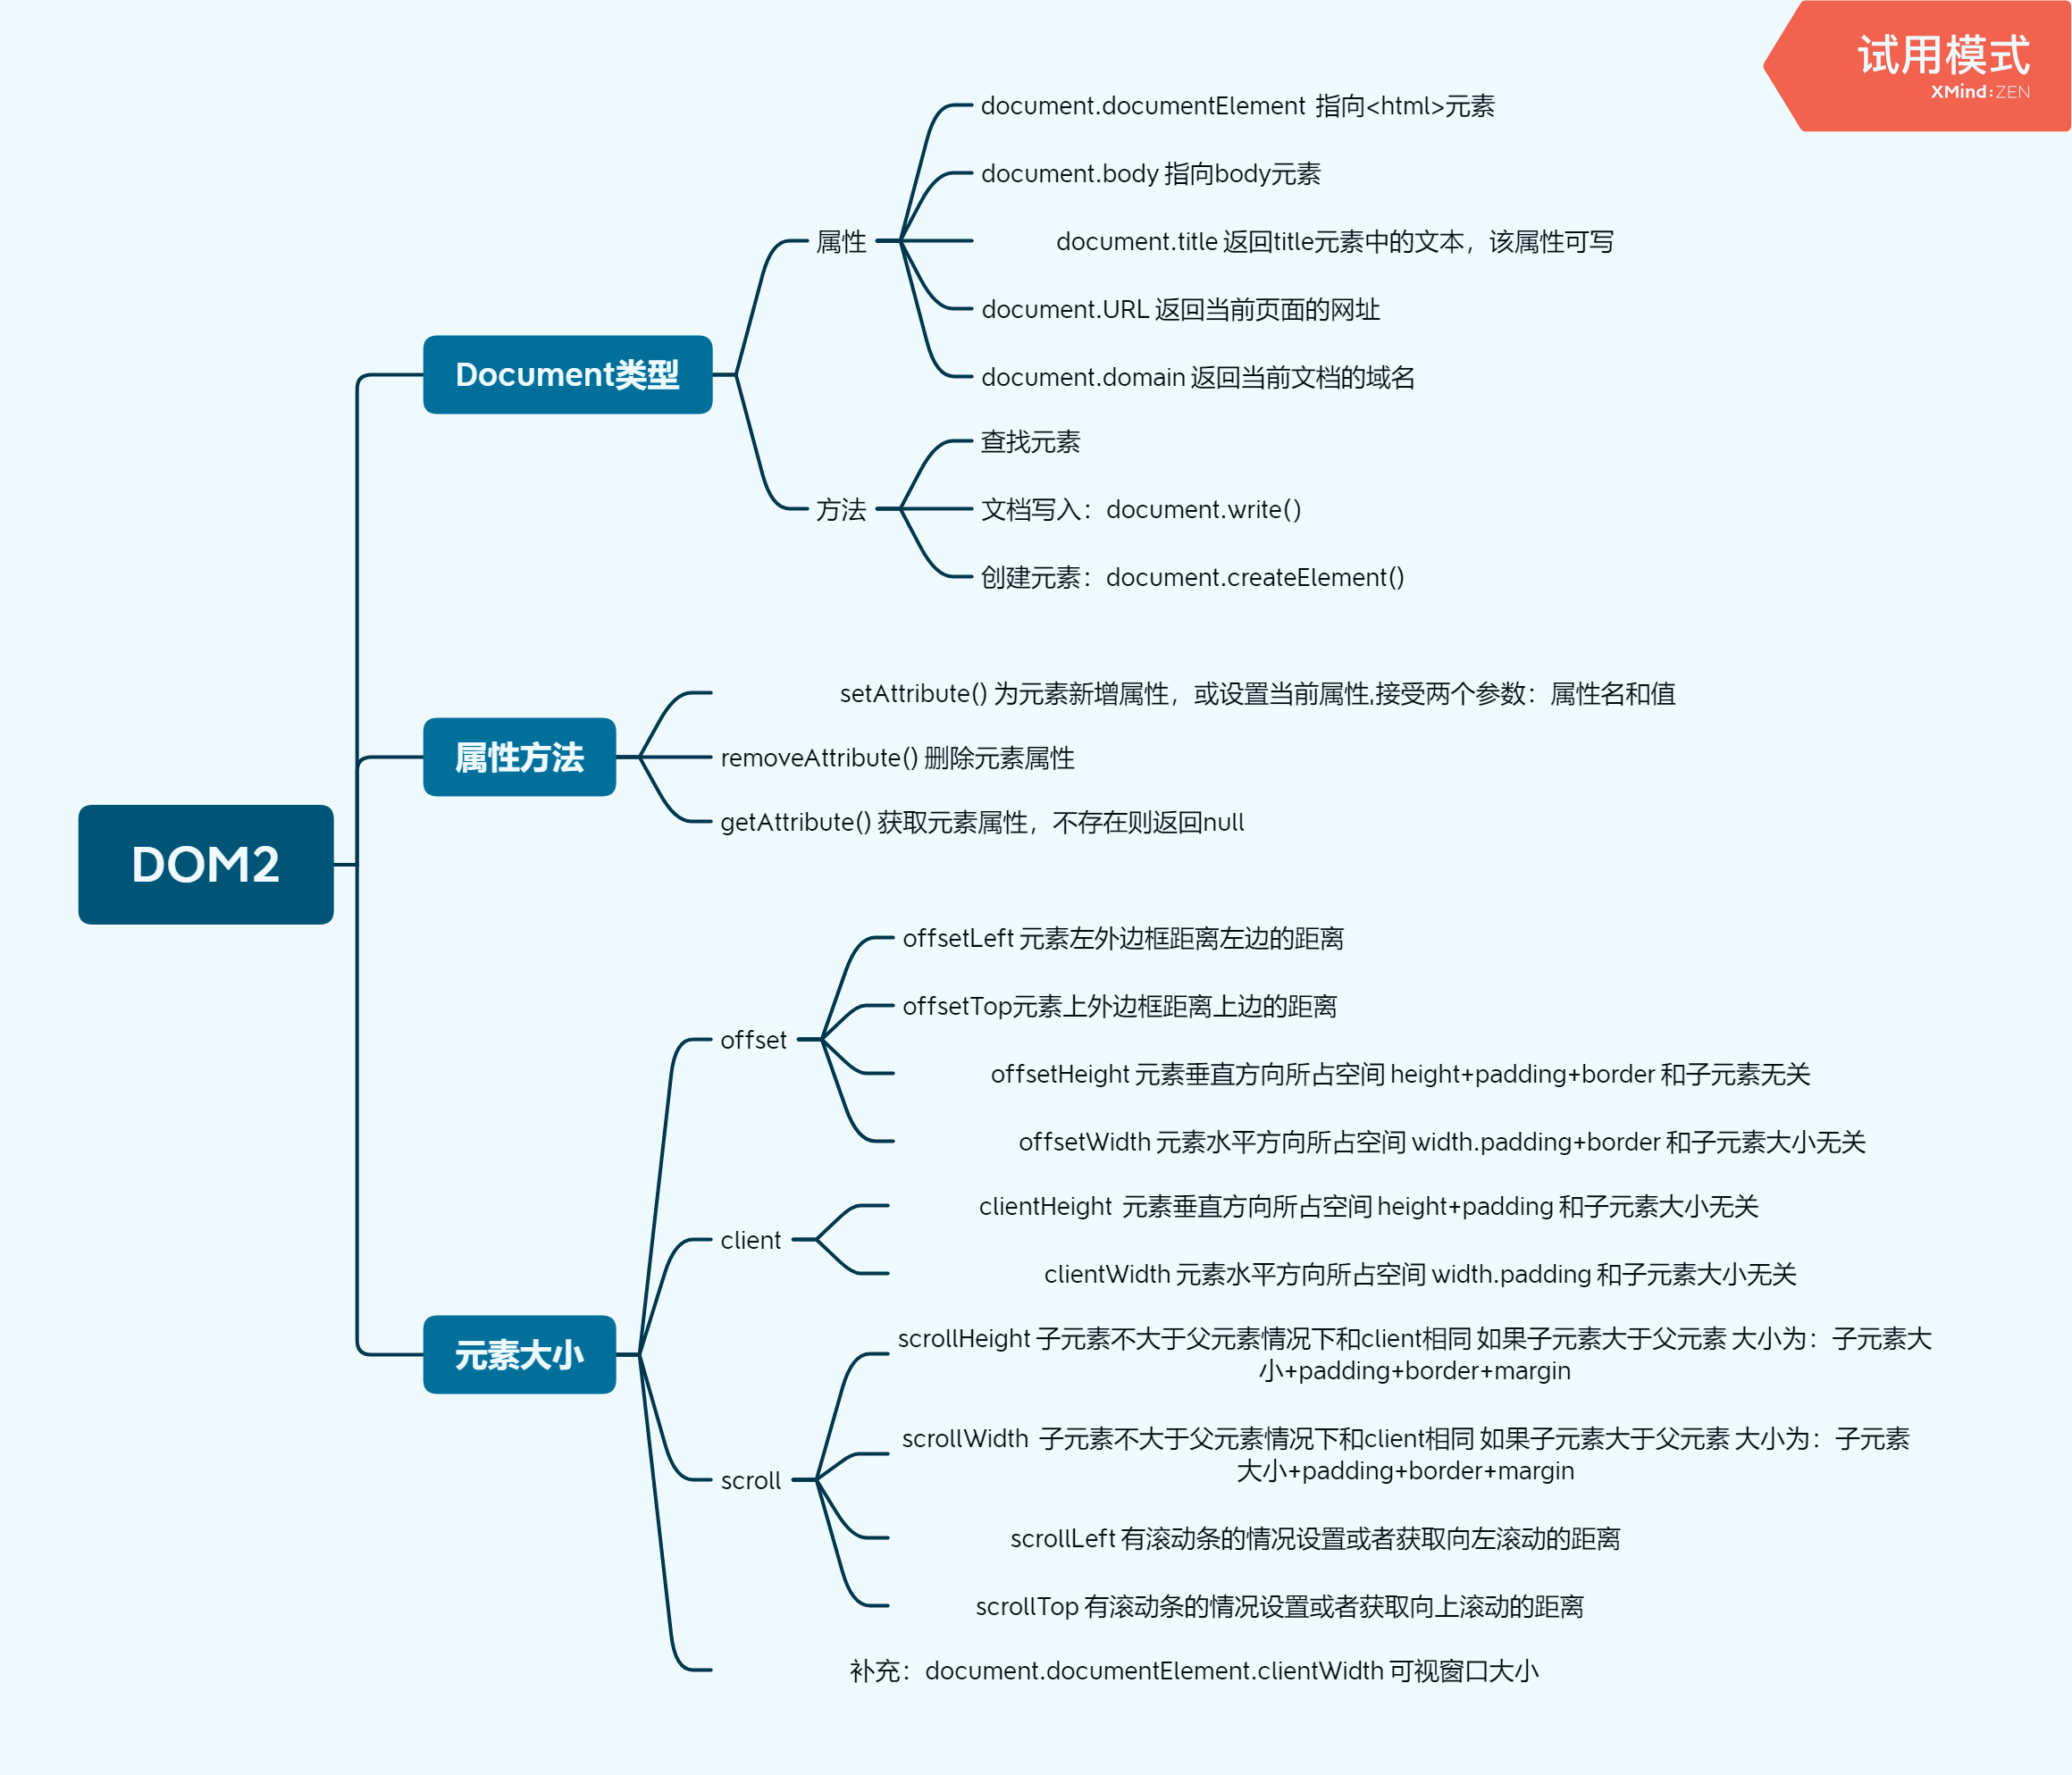 试用模式
XMind:ZEN
DOM2
Document类型
属性
document.documentElement 指向<html>元素
document.body 指向body元素
document.title 返回title元素中的文本，该属性可写
document.URL 返回当前页面的网址
document.domain 返回当前文档的域名
方法
查找元素
文档写入：document.write()
创建元素：document.createElement()
属性方法
setAttribute() 为元素新增属性，或设置当前属性,接受两个参数：属性名和值
removeAttribute() 删除元素属性
getAttribute() 获取元素属性，不存在则返回null
元素大小
offset
offsetLeft 元素左外边框距离左边的距离
offsetTop元素上外边框距离上边的距离
offsetHeight 元素垂直方向所占空间 height+padding+border 和子元素无关
offsetWidth 元素水平方向所占空间 width.padding+border 和子元素大小无关
client
clientHeight 元素垂直方向所占空间 height+padding 和子元素大小无关
clientWidth 元素水平方向所占空间 width.padding 和子元素大小无关
scroll
scrollHeight 子元素不大于父元素情况下和client相同 如果子元素大于父元素 大小为：子元素大
小+padding+border+margin
scrollWidth 子元素不大于父元素情况下和client相同 如果子元素大于父元素 大小为：子元素
大小+padding+border+margin
scrollLeft 有滚动条的情况设置或者获取向左滚动的距离
scrollTop 有滚动条的情况设置或者获取向上滚动的距离
补充：document.documentElement.clientWidth 可视窗口大小